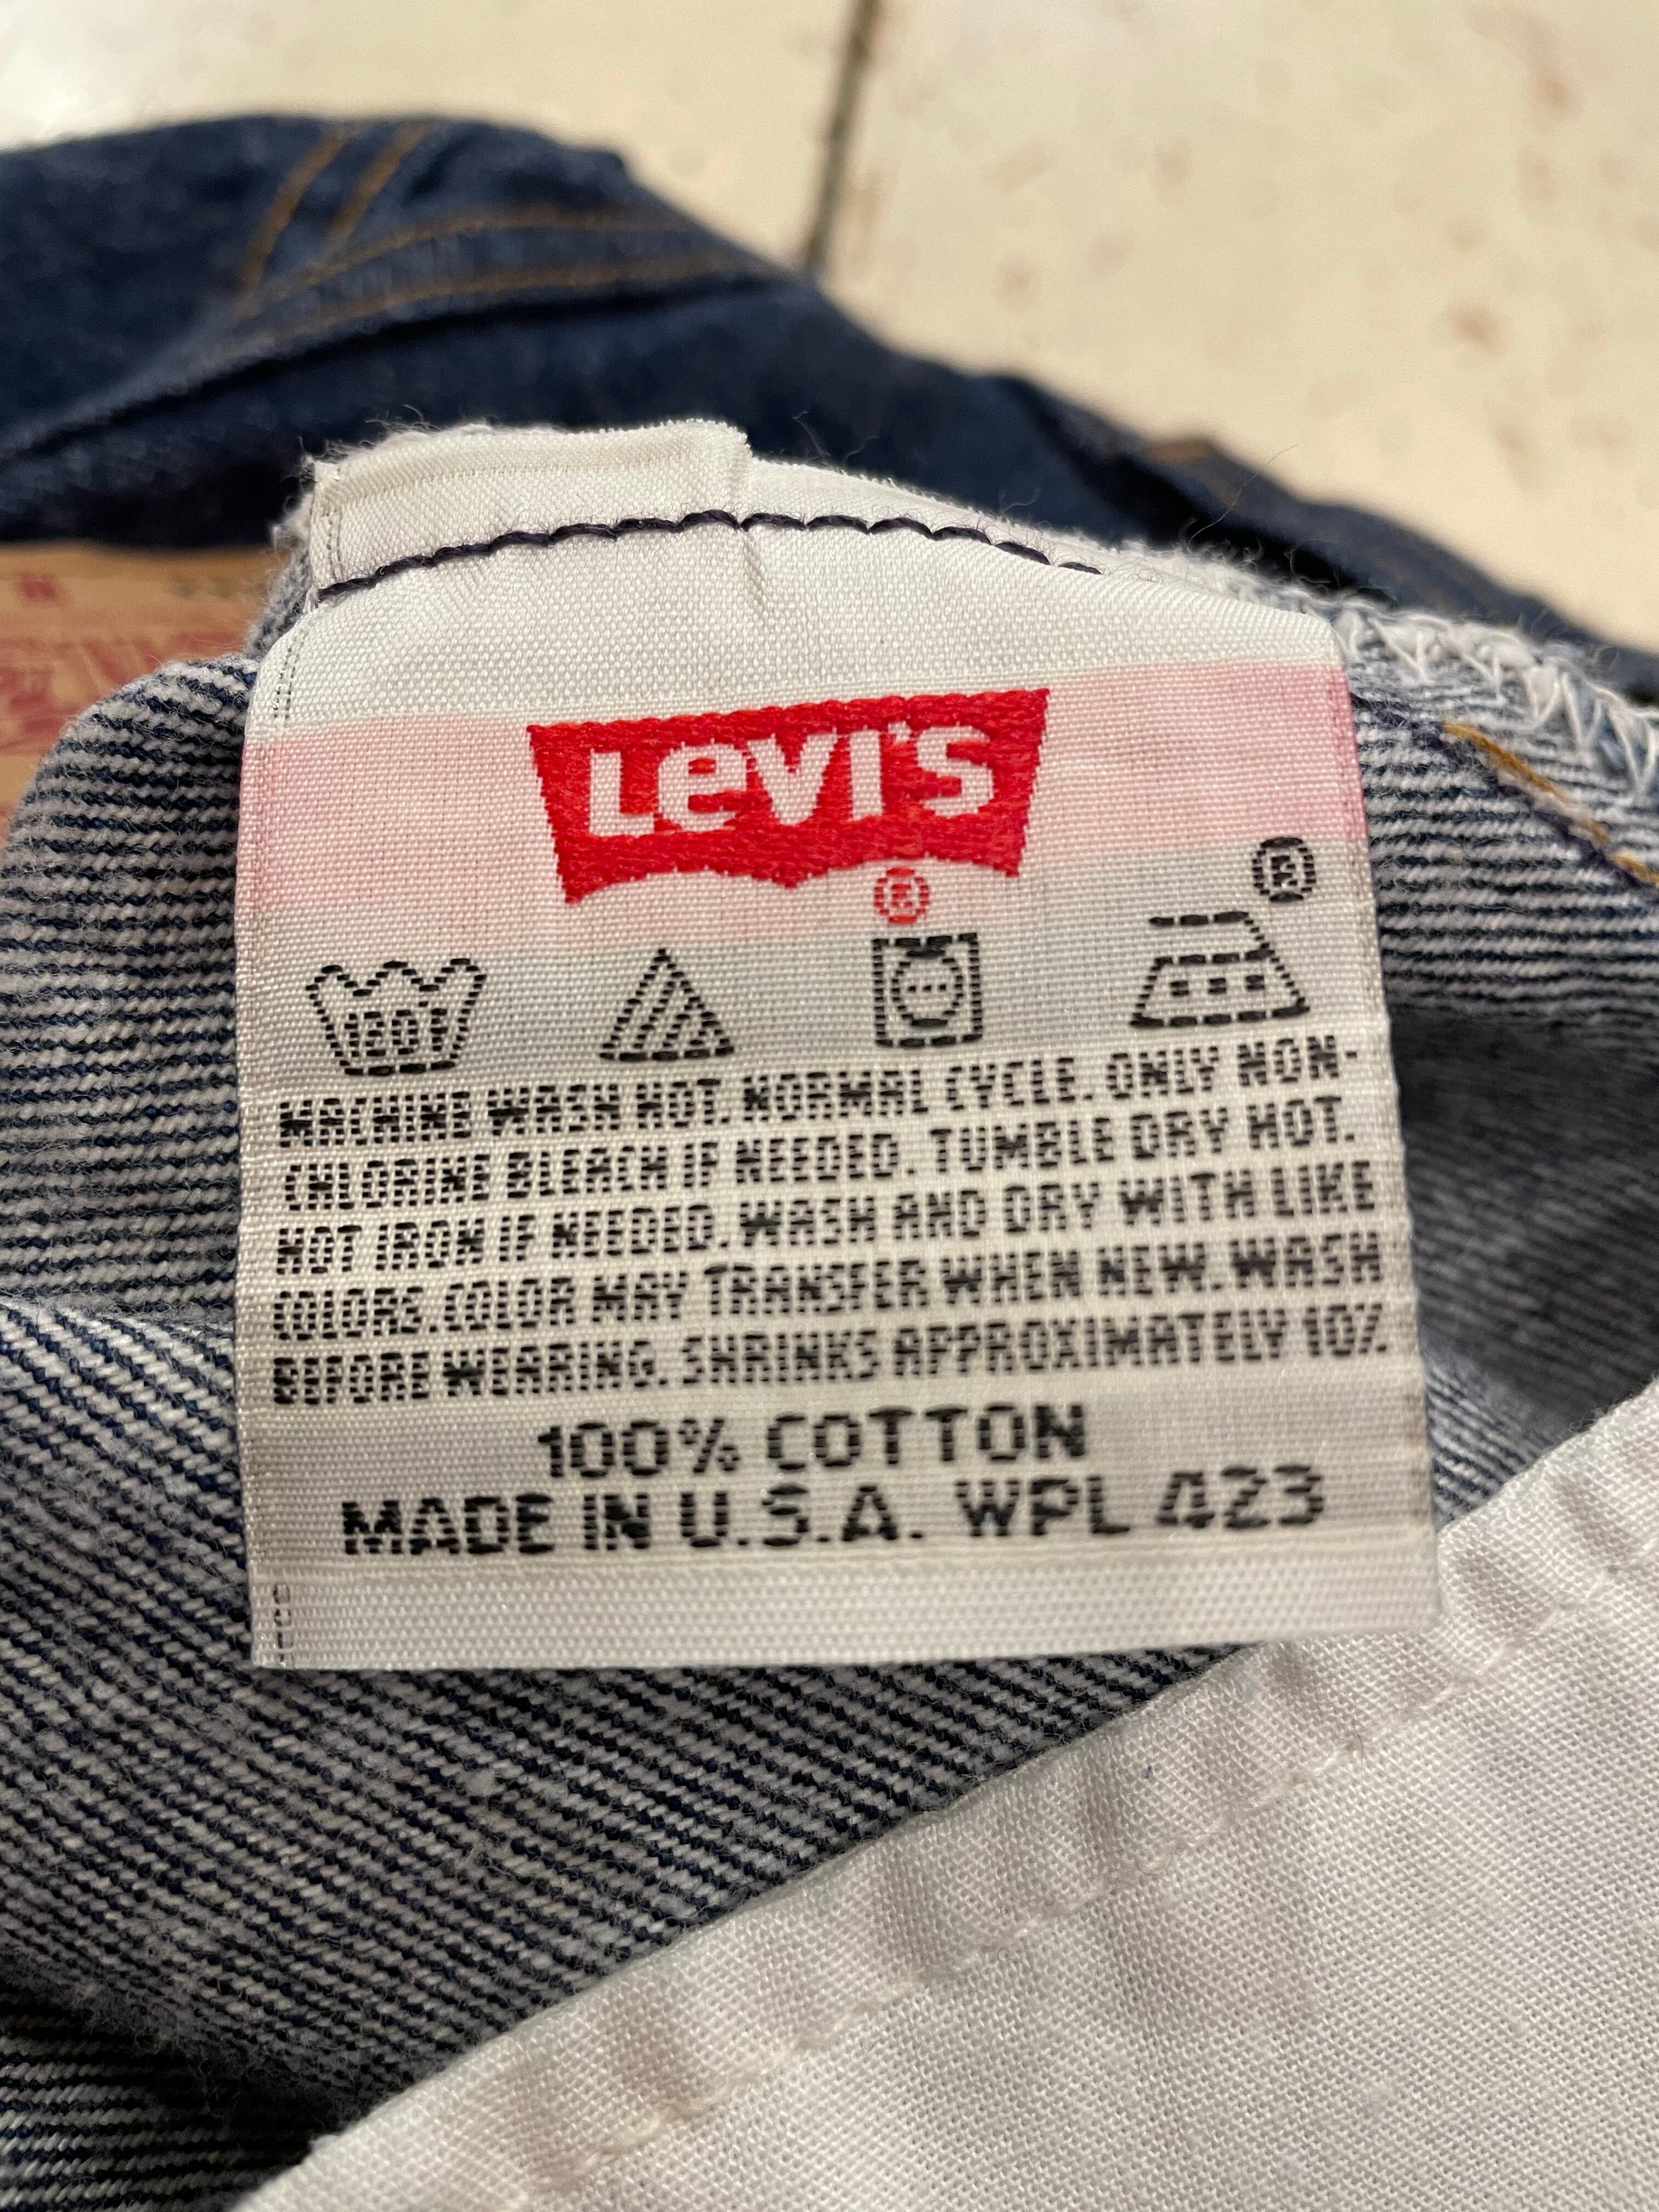 LEVI'S
®
®
120F
MACHINE WASH HOT. NORMAL CYCLE. ONLY NON-
CHLORINE BLEACH IF NEEDED. TUMBLE DRY HOT.
HOT IRON IF NEEDED. WASH AND DRY WITH LIKE
COLORS. COLOR MAY TRANSFER WHEN NEW. WASH
BEFORE WEARING. SHRINKS APPROXIMATELY 10%.
100% COTTON
MADE IN U.S.A. WPL 423